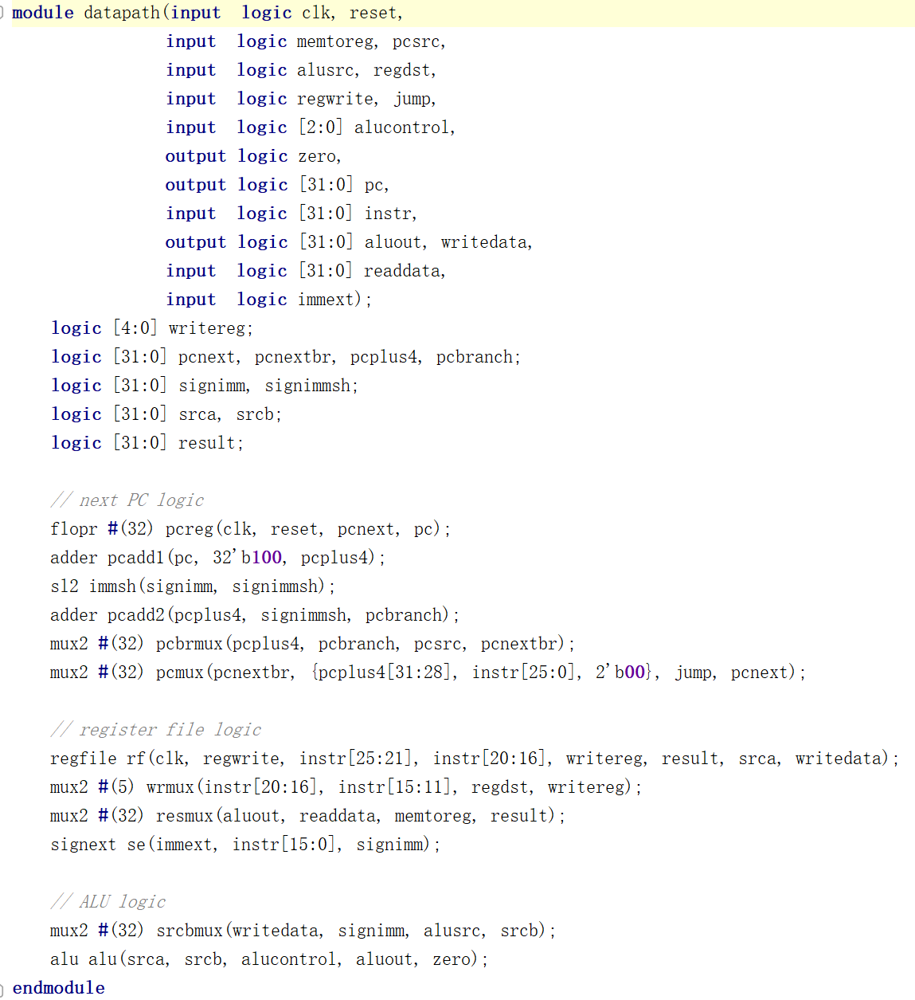 module datapath(input  logic clk, reset,
                input  logic memtoreg, pcsrc,
                input  logic alusrc, regdst,
                input  logic regwrite, jump,
                input  logic [2:0] alucontrol,
                output logic zero,
                output logic [31:0] pc,
                input  logic [31:0] instr,
                output logic [31:0] aluout, writedata,
                input  logic [31:0] readdata,
                input  logic immext);
    logic [4:0] writereg;
    logic [31:0] pcnext, pcnextbr, pcplus4, pcbranch;
    logic [31:0] signimm, signimmsh;
    logic [31:0] srca, srcb;
    logic [31:0] result;

    // next PC logic
    flopr #(32) pcreg(clk, reset, pcnext, pc);
    adder pcadd1(pc, 32'b100, pcplus4);
    sl2 immsh(signimm, signimmsh);
    adder pcadd2(pcplus4, signimmsh, pcbranch);
    mux2 #(32) pcbrmux(pcplus4, pcbranch, pcsrc, pcnextbr);
    mux2 #(32) pcmux(pcnextbr, {pcplus4[31:28], instr[25:0], 2'b00}, jump, pcnext);

    // register file logic
    regfile rf(clk, regwrite, instr[25:21], instr[20:16], writereg, result, srca, writedata);
    mux2 #(5) wrmux(instr[20:16], instr[15:11], regdst, writereg);
    mux2 #(32) resmux(aluout, readdata, memtoreg, result);
    signext se(immext, instr[15:0], signimm);

    // ALU logic
    mux2 #(32) srcbmux(writedata, signimm, alusrc, srcb);
    alu alu(srca, srcb, alucontrol, aluout, zero);
endmodule